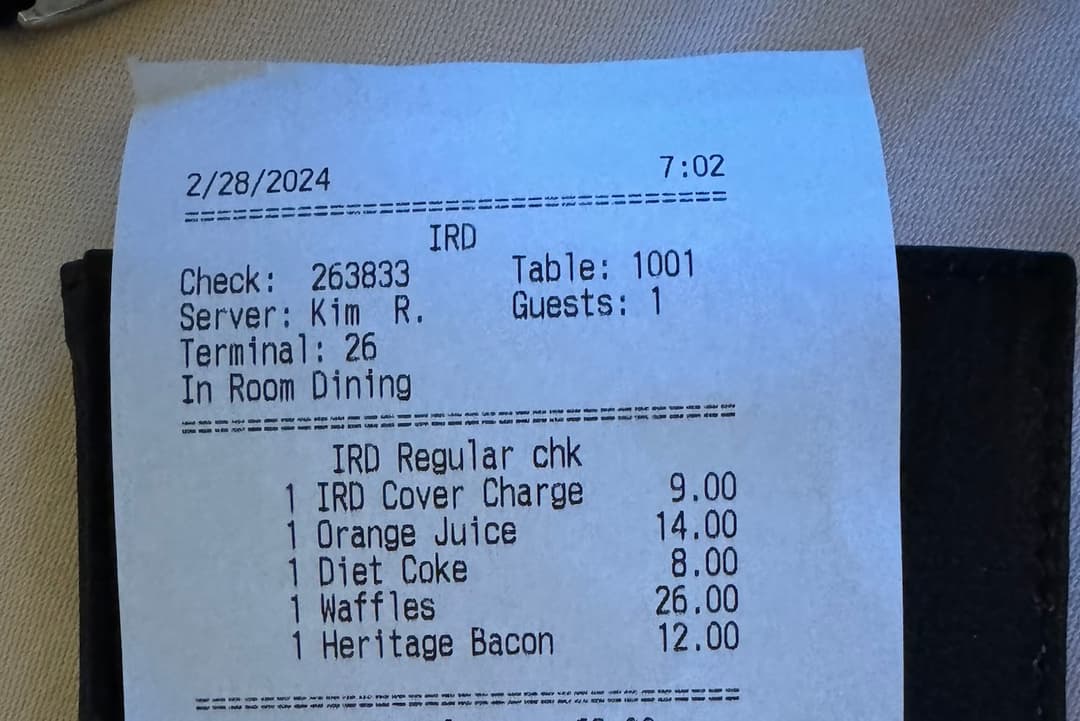 2/28/2024 7:02
IRD
Check: 263833 Table: 1001
Server: Kim R. Guests: 1
Terminal: 26
In Room Dining
IRD Regular chk
1 IRD Cover Charge 9.00
1 Orange Juice 14.00
1 Diet Coke 8.00
1 Waffles 26.00
1 Heritage Bacon 12.00